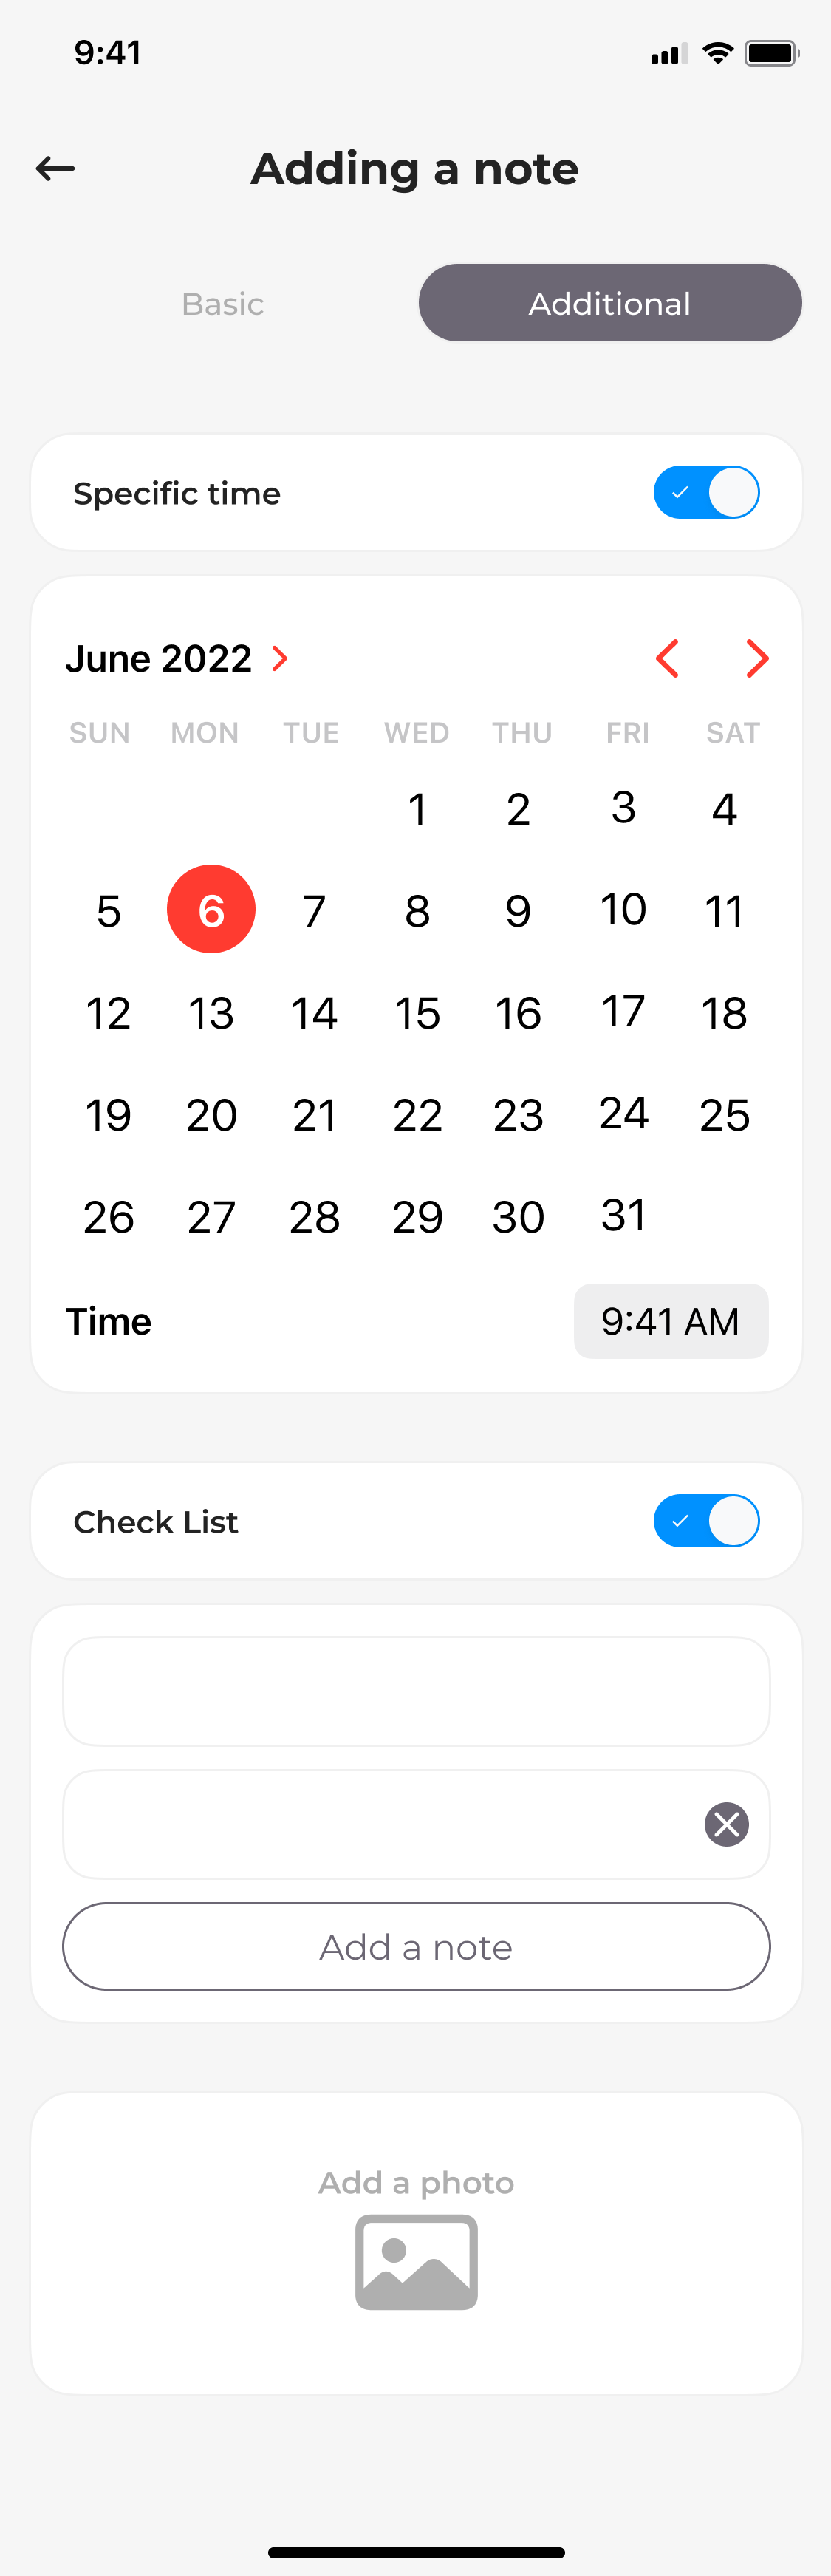 9:41
Adding a note
Basic Additional
Specific time
June 2022
SUN MON TUE WED THU FRI SAT
1 2 3 4
5 6 7 8 9 10 11
12 13 14 15 16 17 18
19 20 21 22 23 24 25
26 27 28 29 30 31
Time 9:41 AM
Check List
Add a note
Add a photo